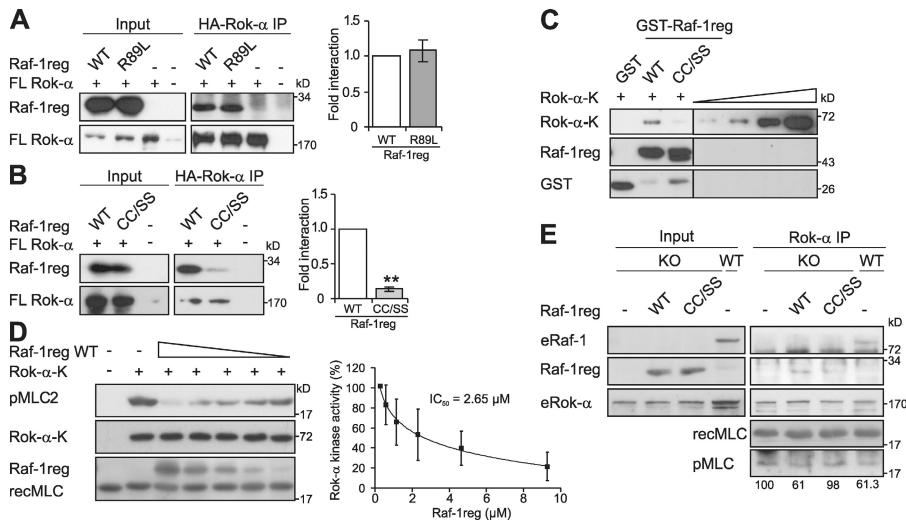 A
Input
HA-Rok-α IP
Raf-1reg WT R89L - - WT R89L - -
FL Rok-α + + + - + + + - kD
Raf-1reg 34
FL Rok-α 170
Fold interaction
1.5
1.0
0.5
0
WT R89L
Raf-1reg
B
Input
HA-Rok-α IP
Raf-1reg WT CC/SS - WT CC/SS -
FL Rok-α + + - + + - kD
Raf-1reg 34
FL Rok-α 170
Fold interaction
1.5
1.0
0.5
0
**
WT CC/SS
Raf-1reg
C
GST-Raf-1reg
GST WT CC/SS
Rok-α-K + + + kD
Rok-α-K 72
Raf-1reg 43
GST 26
D
Raf-1reg WT - -
Rok-α-K - + + + + + + kD
pMLC2 17
Rok-α-K 72
Raf-1reg
recMLC 17
Rok-α kinase activity (%)
120
100
80
60
40
20
0
IC50 = 2.65 µM
0 2 4 6 8 10
Raf-1reg (µM)
E
Input
Rok-α IP
KO WT KO WT
Raf-1reg - WT CC/SS - - WT CC/SS -
kD
eRaf-1 72
Raf-1reg 34
eRok-α 170
recMLC 17
pMLC 17
100 61 98 61.3